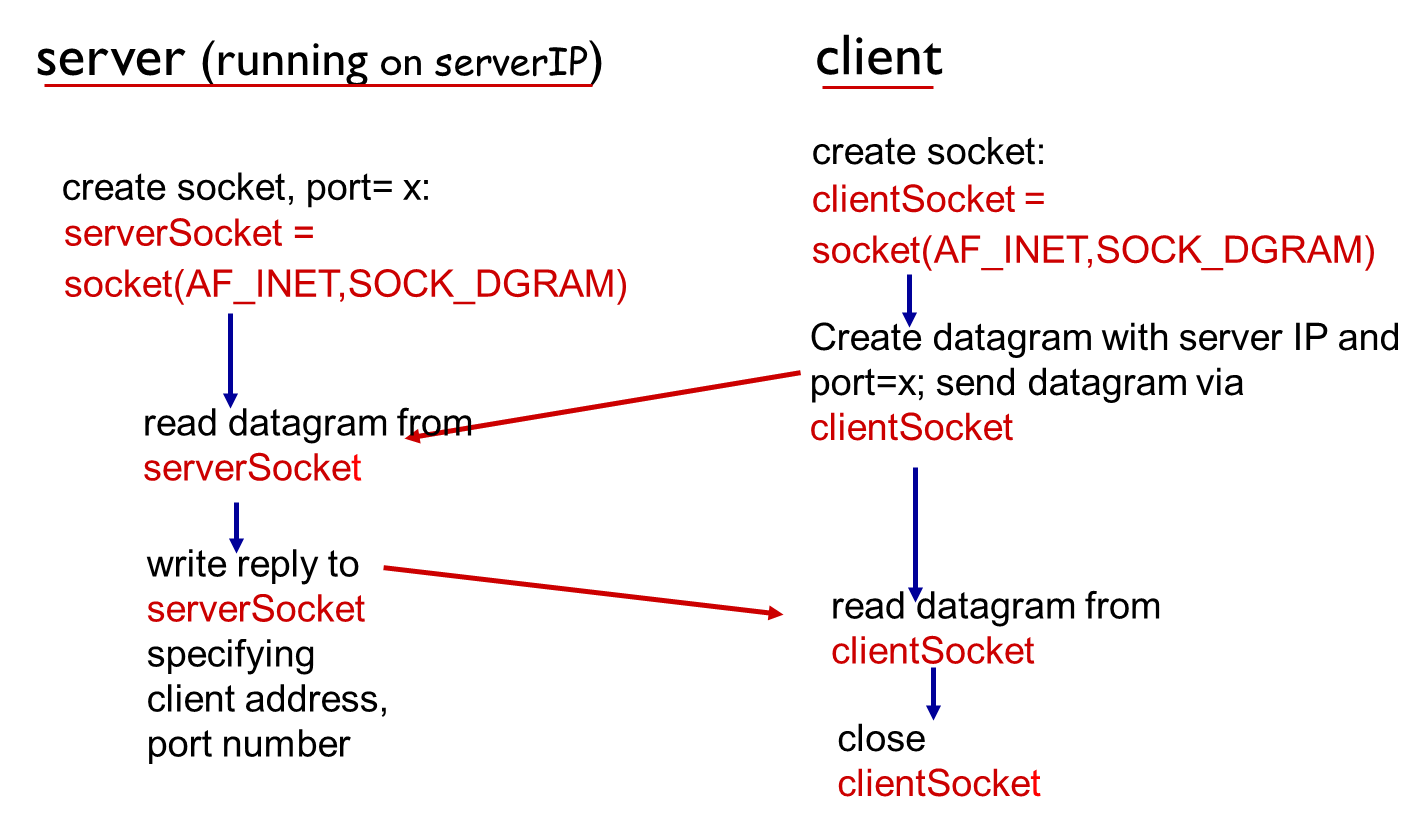 server (running on serverIP)
create socket, port= x:
serverSocket =
socket(AF_INET,SOCK_DGRAM)
read datagram from
serverSocket
write reply to
serverSocket
specifying
client address,
port number
client
create socket:
clientSocket =
socket(AF_INET,SOCK_DGRAM)
Create datagram with server IP and
port=x; send datagram via
clientSocket
read datagram from
clientSocket
close
clientSocket